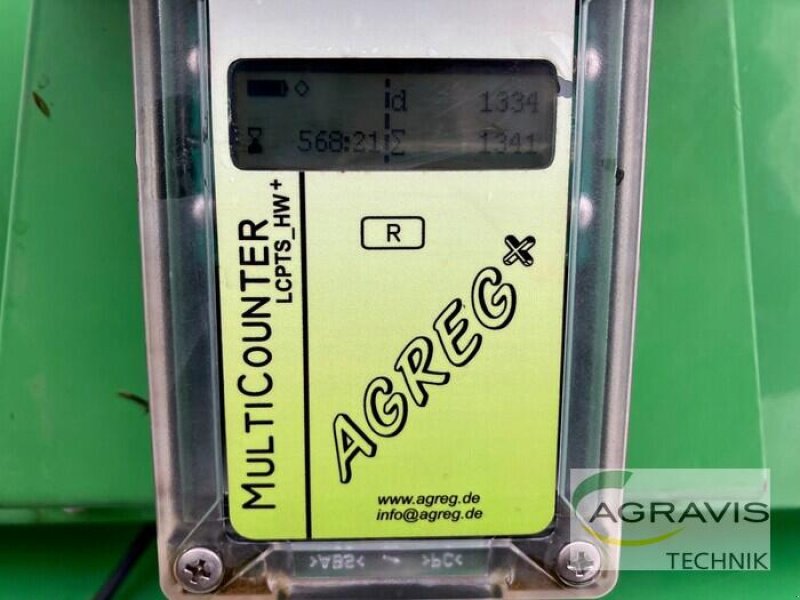 d 1334
568:21 Σ 1341
MULTICOUNTER
LCPTS_HW+
R
AGREG
www.agreg.de
info@agreg.de
>ABS< >PC<
AGRAVIS
TECHNIK